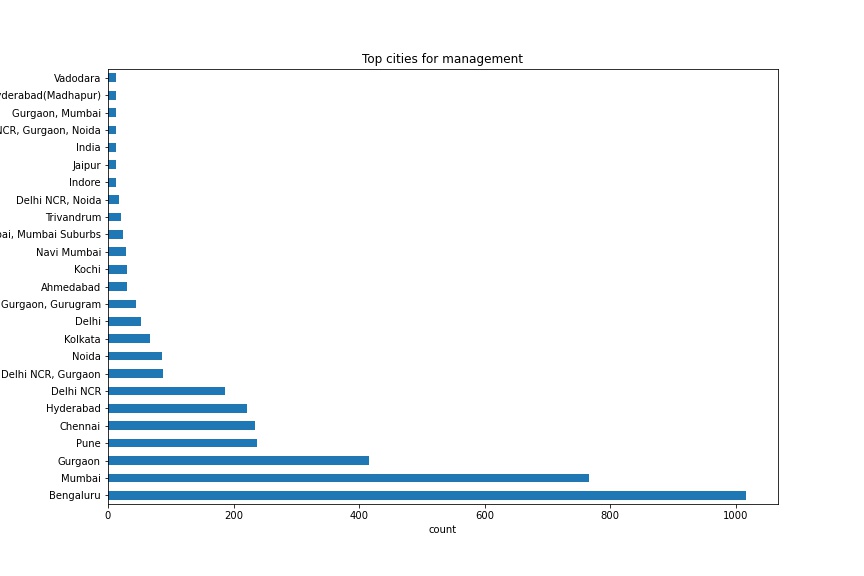 Top cities for management
Vadodara
yderabad(Madhapur)
Gurgaon, Mumbai
NCR, Gurgaon, Noida
India
Jaipur
Indore
Delhi NCR, Noida
Trivandrum
bai, Mumbai Suburbs
Navi Mumbai
Kochi
Ahmedabad
Gurgaon, Gurugram
Delhi
Kolkata
Noida
Delhi NCR, Gurgaon
Delhi NCR
Hyderabad
Chennai
Pune
Gurgaon
Mumbai
Bengaluru
0 200 400 600 800 1000
count